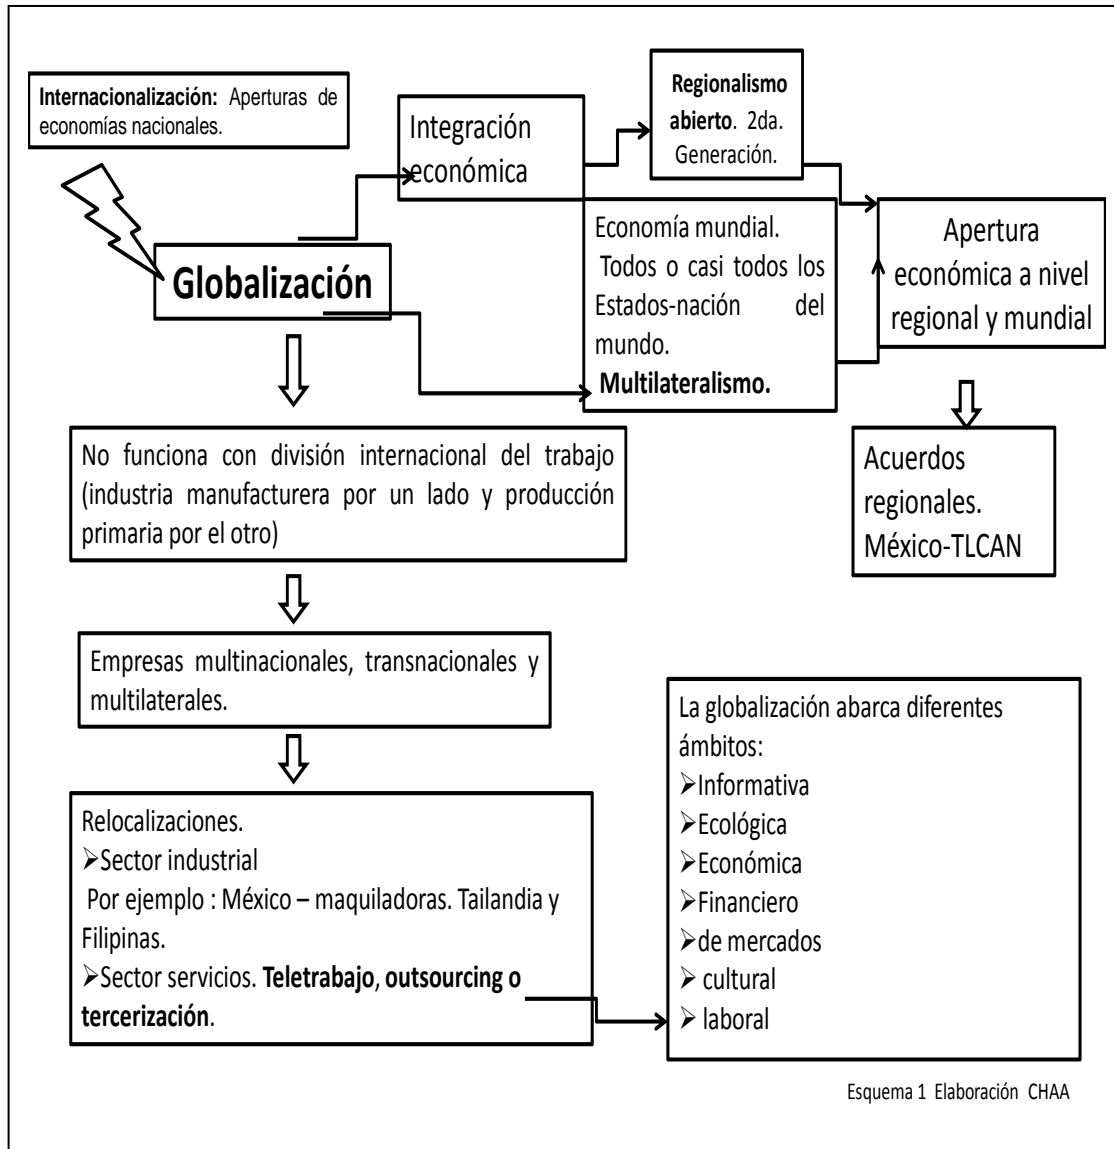 Internacionalización: Aperturas de
economías nacionales.
Integración
económica
Regionalismo
abierto. 2da.
Generación.
Globalización
Economía mundial.
Todos o casi todos los
Estados-nación del
mundo.
Multilateralismo.
Apertura
económica a nivel
regional y mundial
Acuerdos
regionales.
México-TLCAN
No funciona con división internacional del trabajo
(industria manufacturera por un lado y producción
primaria por el otro)
Empresas multinacionales, transnacionales y
multilaterales.
Relocalizaciones.
➢Sector industrial
Por ejemplo : México – maquiladoras. Tailandia y
Filipinas.
➢Sector servicios. Teletrabajo, outsourcing o
tercerización.
La globalización abarca diferentes
ámbitos:
➢Informativa
➢Ecológica
➢Económica
➢Financiero
➢de mercados
➢ cultural
➢ laboral
Esquema 1 Elaboración CHAA